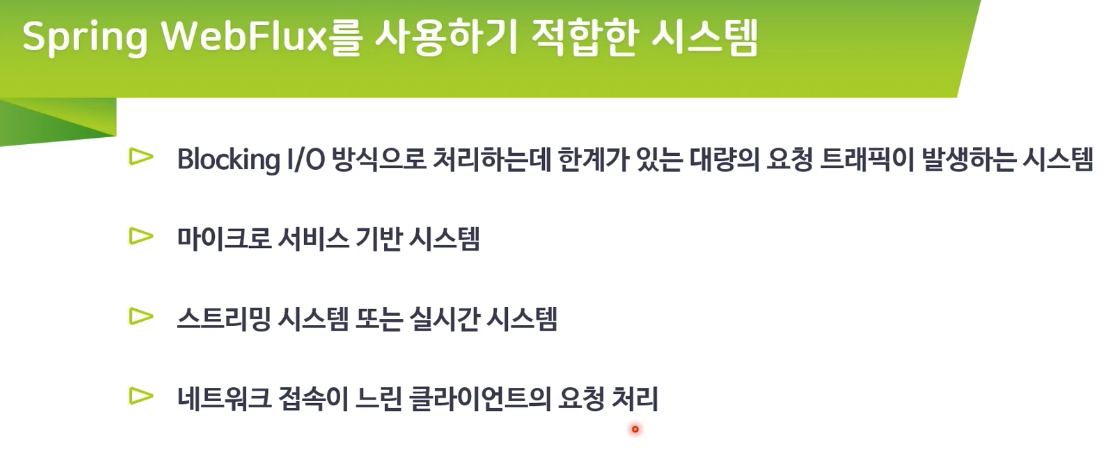 Spring WebFlux를 사용하기 적합한 시스템
Blocking I/O 방식으로 처리하는데 한계가 있는 대량의 요청 트래픽이 발생하는 시스템
마이크로 서비스 기반 시스템
스트리밍 시스템 또는 실시간 시스템
네트워크 접속이 느린 클라이언트의 요청 처리